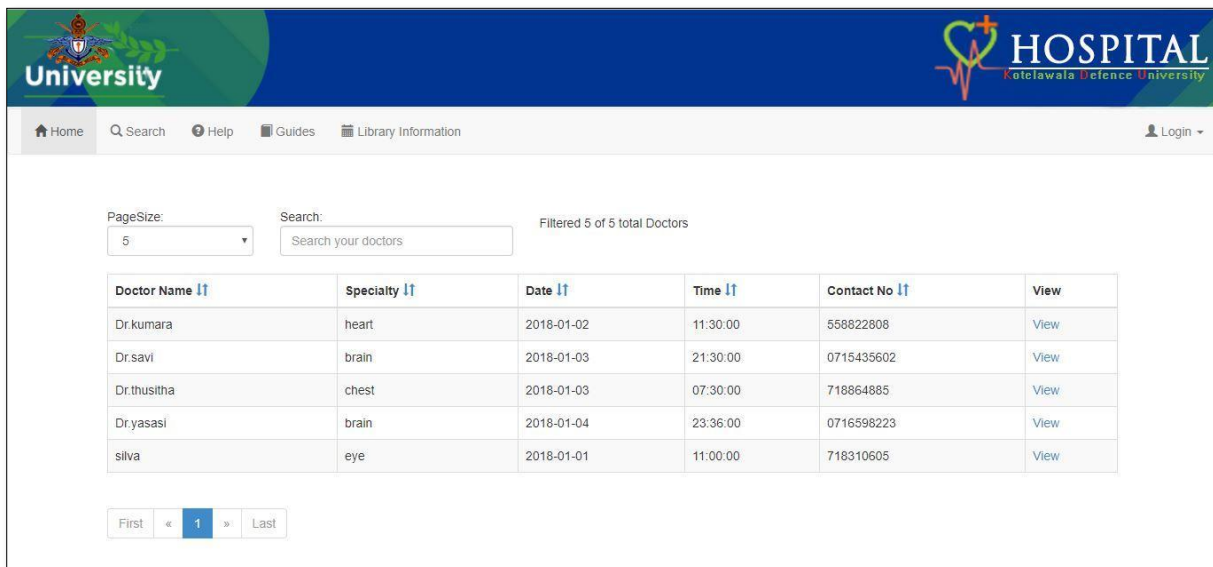 University
HOSPITAL
Kotelawala Defence University
Home Search Help Guides Library Information Login
PageSize: Search:
5 Search your doctors Filtered 5 of 5 total Doctors
Doctor Name Specialty Date Time Contact No View
Dr.kumara heart 2018-01-02 11:30:00 558822808 View
Dr.savi brain 2018-01-03 21:30:00 0715435602 View
Dr.thusitha chest 2018-01-03 07:30:00 718864885 View
Dr.yasasi brain 2018-01-04 23:36:00 0716598223 View
silva eye 2018-01-01 11:00:00 718310605 View
First « 1 » Last